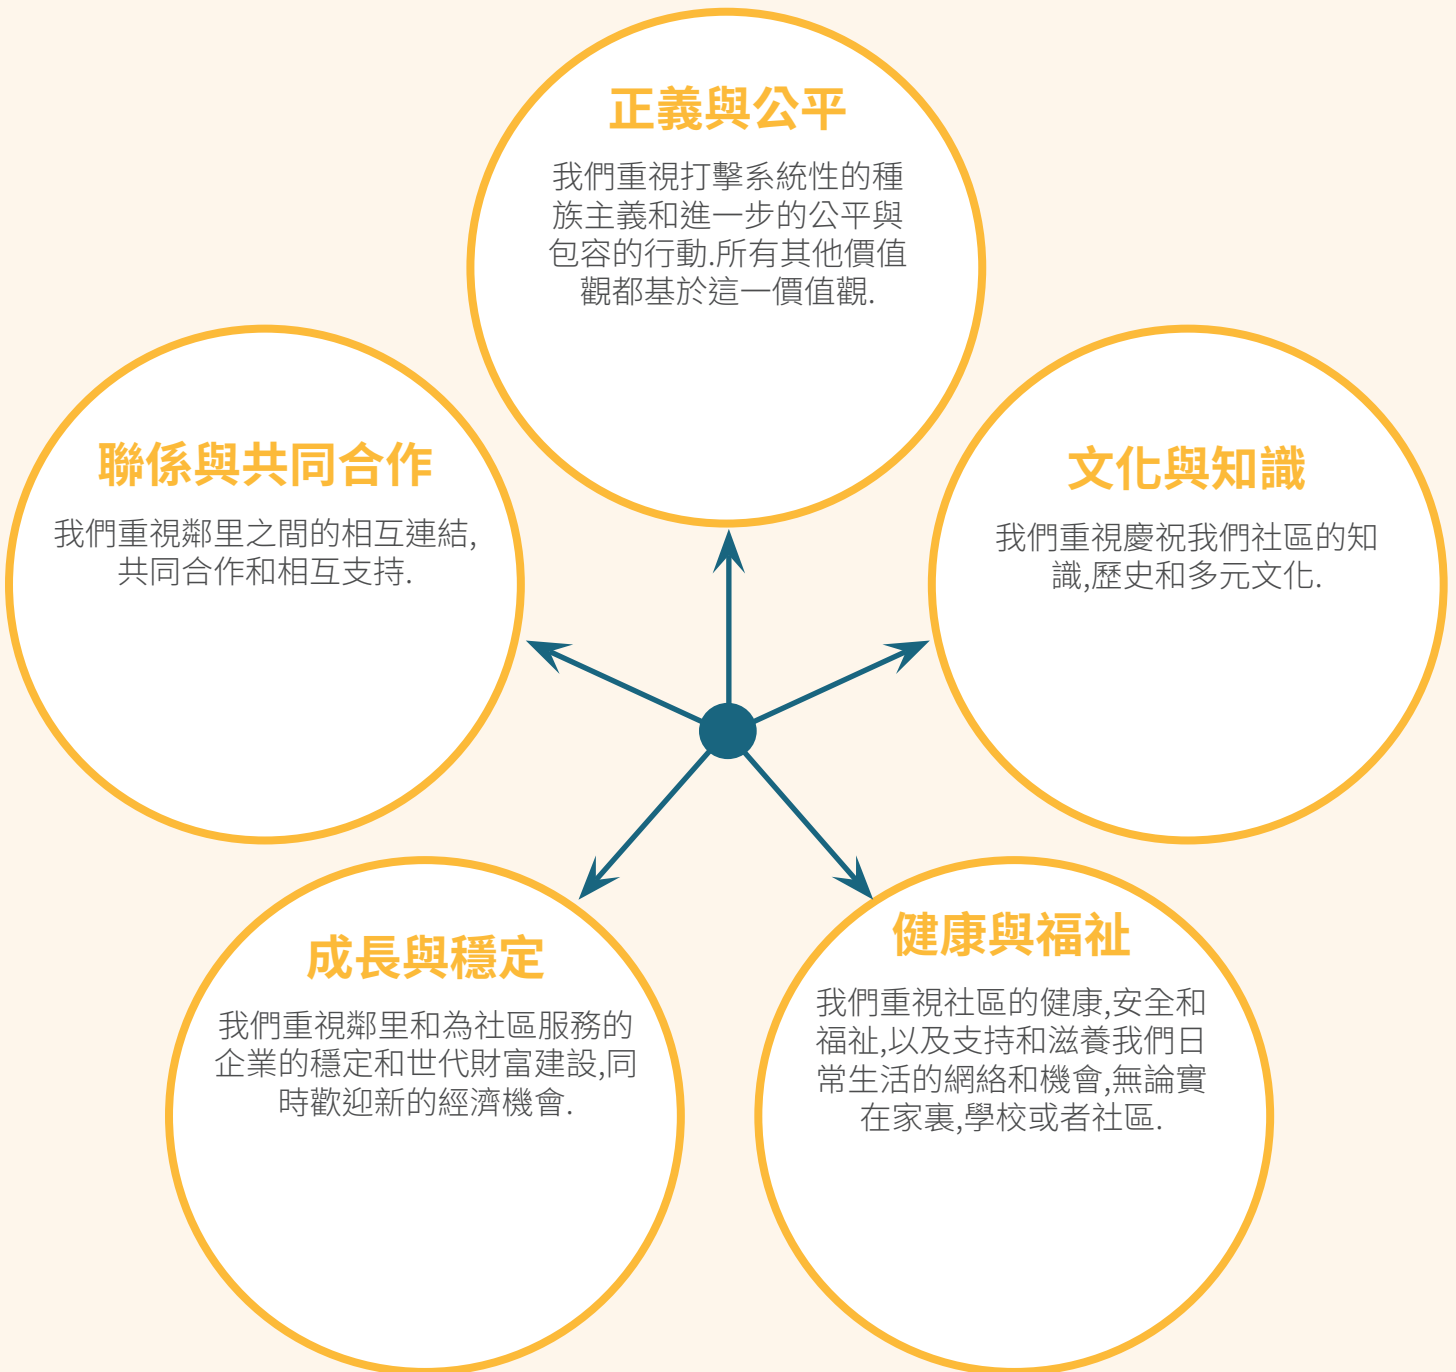 正義與公平
我們重視打擊系統性的種
族主義和進一步的公平與
包容的行動.所有其他價值
觀都基於這一價值觀.
聯係與共同合作
我們重視鄰里之間的相互連結,
共同合作和相互支持.
文化與知識
我們重視慶祝我們社區的知
識,歷史和多元文化.
成長與穩定
我們重視鄰里和為社區服務的
企業的穩定和世代財富建設,同
時歡迎新的經濟機會.
健康與福祉
我們重視社區的健康,安全和
福祉,以及支持和滋養我們日
常生活的網絡和機會,無論實
在家裏,學校或者社區.